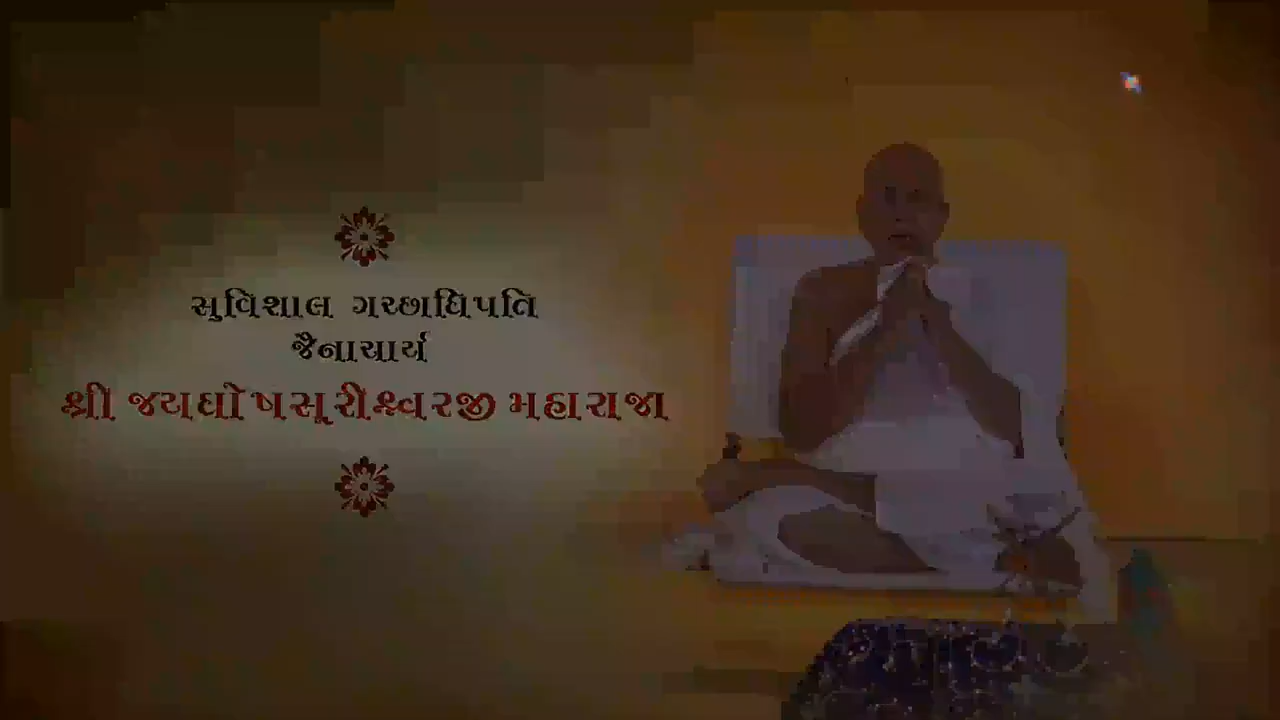 સુવિશાલ ગચ્છાધિપતિ
જૈનાચાર્ય
શ્રી જયઘોષસૂરીશ્વરજી મહારાજા